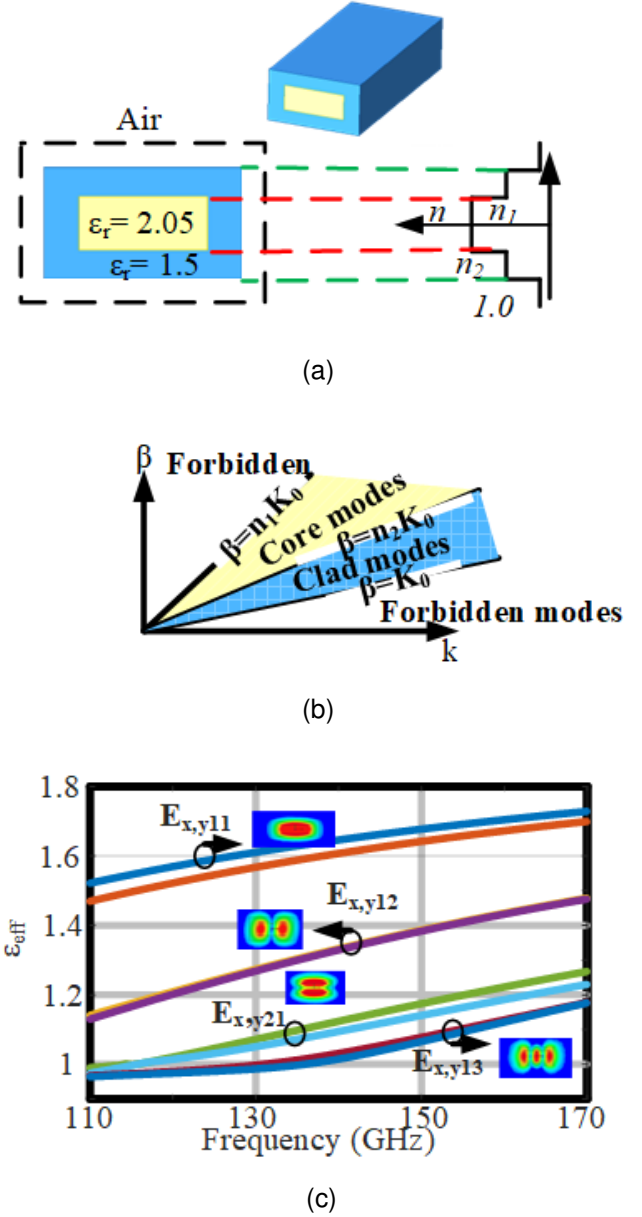 Air
εr= 2.05
εr= 1.5
n
n1
n2
1.0
(a)
β
Forbidden
β=n1K0
Core modes
β=n2K0
Clad modes
β=K0
Forbidden modes
k
(b)
1.8
1.6
1.4
1.2
1
εeff
Ex,y11
Ex,y12
Ex,y21
Ex,y13
110
130
150
170
Frequency (GHz)
(c)